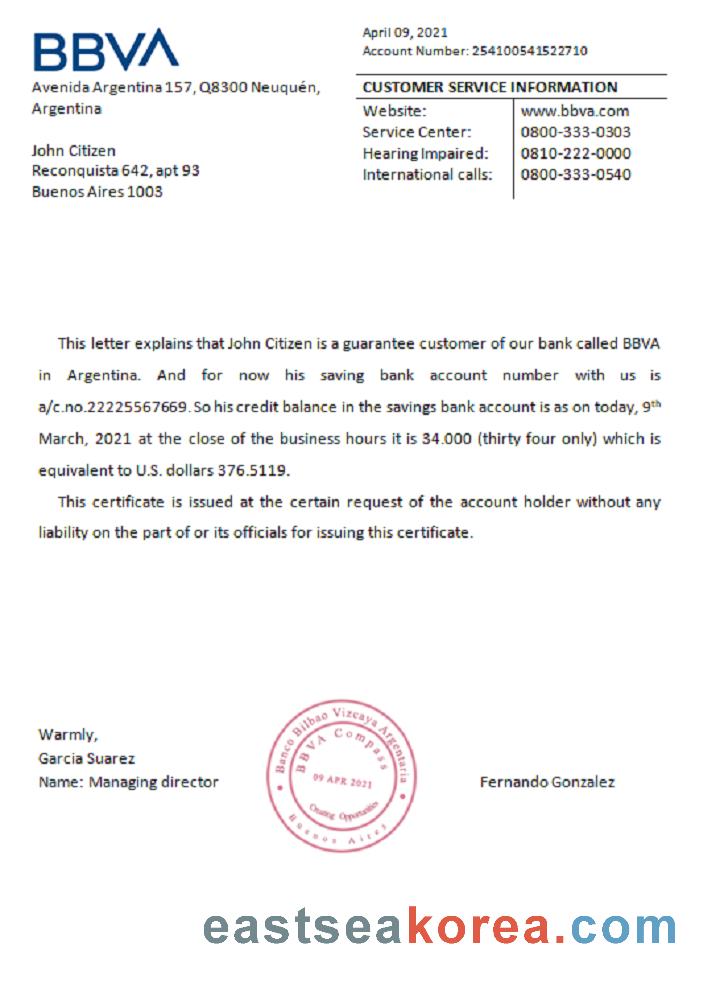 BBVA
Avenida Argentina 157, Q8300 Neuquén,
Argentina
John Citizen
Reconquista 642, apt 93
Buenos Aires 1003
April 09, 2021
Account Number: 254100541522710
CUSTOMER SERVICE INFORMATION
Website: www.bbva.com
Service Center: 0800-333-0303
Hearing Impaired: 0810-222-0000
International calls: 0800-333-0540
This letter explains that John Citizen is a guarantee customer of our bank called BBVA
in Argentina. And for now his saving bank account number with us is
a/c.no.22225567669. So his credit balance in the savings bank account is as on today, 9th
March, 2021 at the close of the business hours it is 34.000 (thirty four only) which is
equivalent to U.S. dollars 376.5119.
This certificate is issued at the certain request of the account holder without any
liability on the part of or its officials for issuing this certificate.
Warmly,
Garcia Suarez
Name: Managing director
Banco Bilbao Vizcaya Argentaria
BBVA Compass
09 APR 2021
Creating Opportunities
Buenos Aires
Fernando Gonzalez
eastseakorea.com